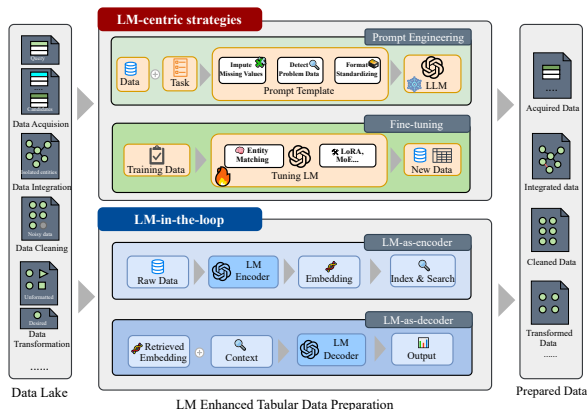 LM-centric strategies
Prompt Engineering
Query
....
Candidates
Data Acquision
Isolated entities
Data Integration
Noisy data
Data Cleaning
Unformatted
Desired
Data
Transformation
......
Data Lake
Data
Task
Impute
Missing Values
Detect
Problem Data
Format
Standardizing
Prompt Template
LLM
Fine-tuning
Training Data
Entity
Matching
LoRA,
MoE...
Tuning LM
New Data
LM-in-the-loop
LM-as-encoder
Raw Data
LM
Encoder
Embedding
Index & Search
LM-as-decoder
Retrieved
Embedding
Context
LM
Decoder
Output
LM Enhanced Tabular Data Preparation
....
Acquired Data
Integrated data
Cleaned Data
Transformed
Data
......
Prepared Data